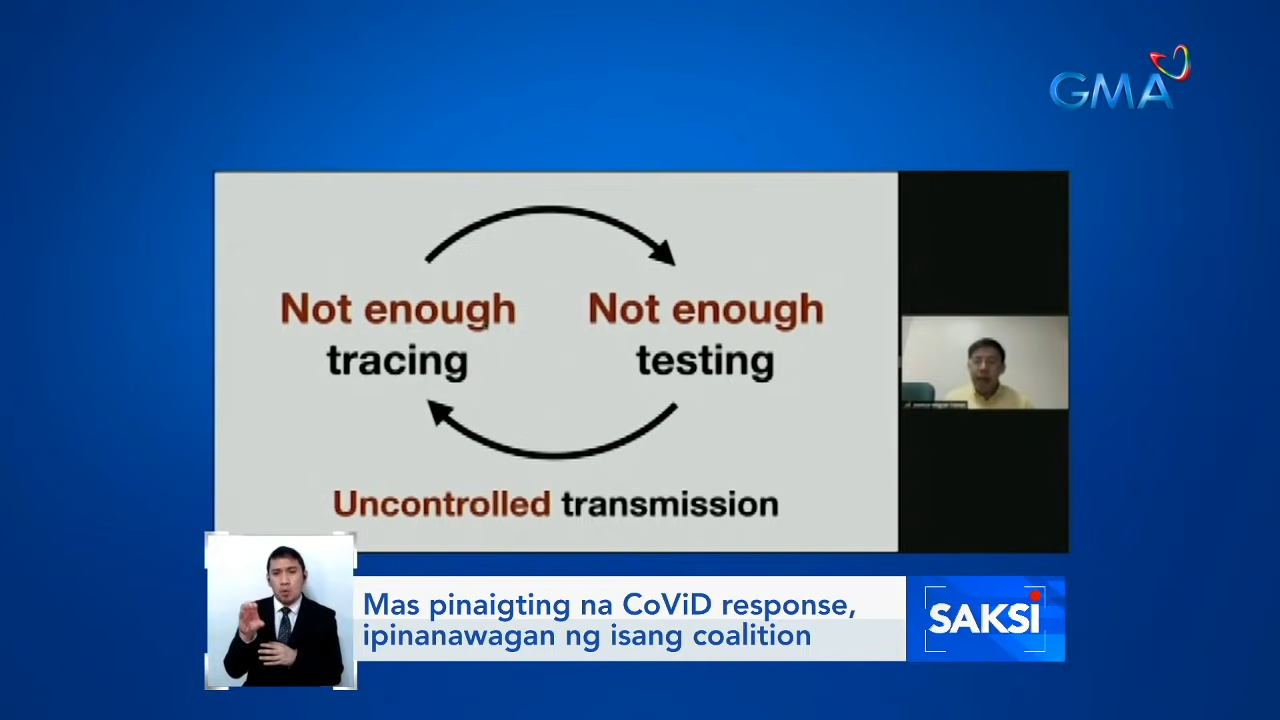 GMA
Not enough
tracing
Not enough
testing
Uncontrolled transmission
Mas pinaigting na CoViD response,
ipinanawagan ng isang coalition
SAKSI